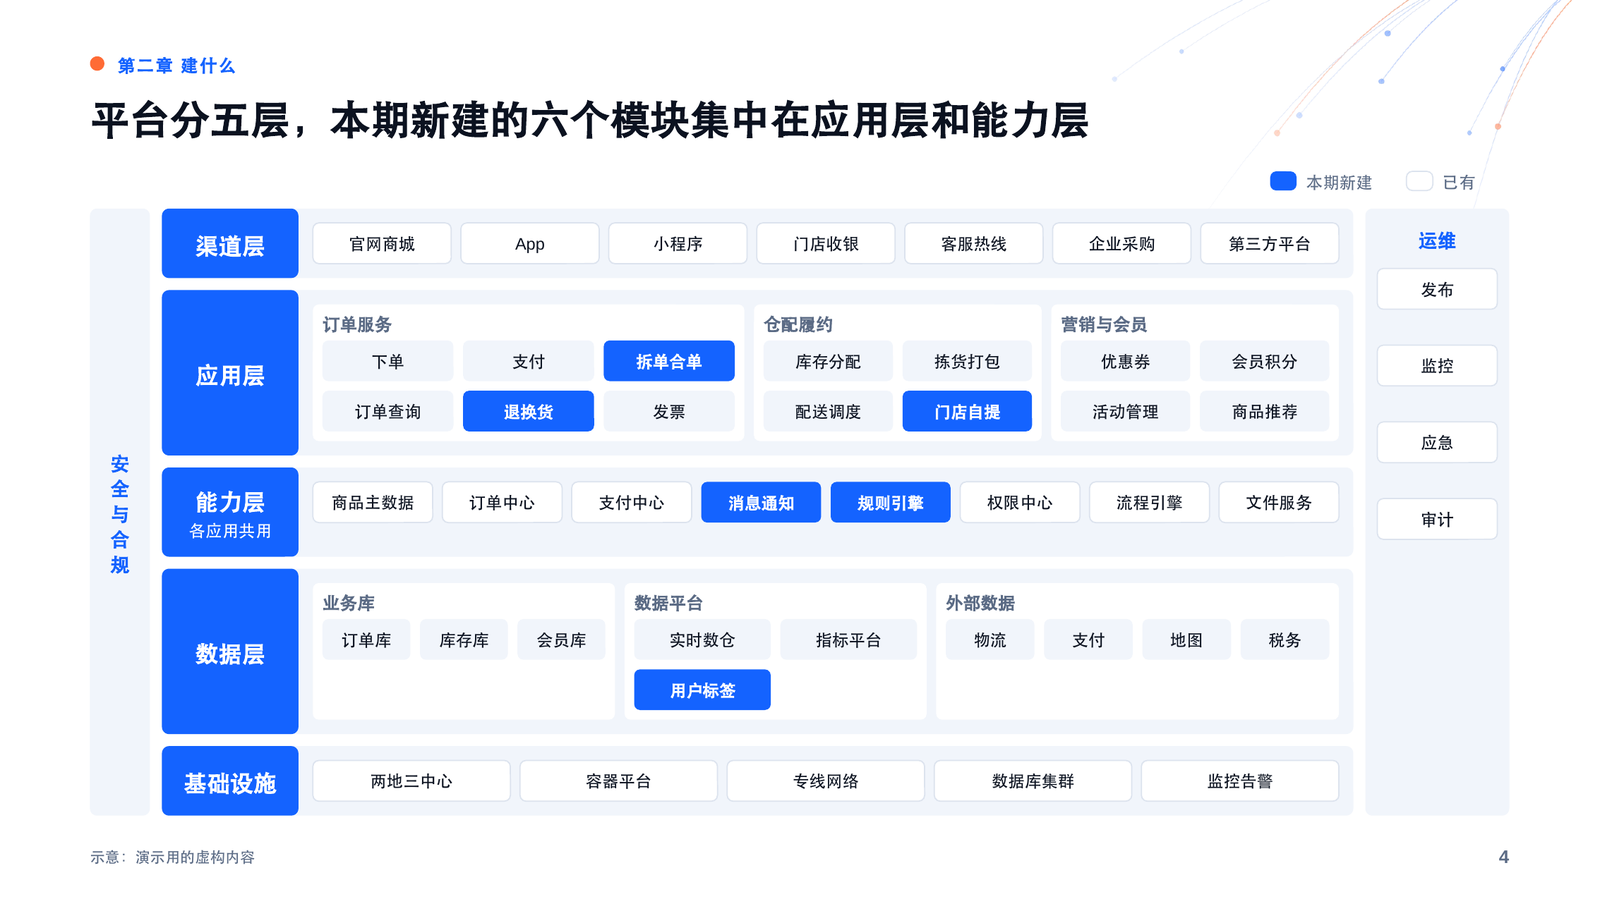 第二章 建什么
平台分五层，本期新建的六个模块集中在应用层和能力层
本期新建
已有
安全与合规
渠道层
官网商城
App
小程序
门店收银
客服热线
企业采购
第三方平台
应用层
订单服务
下单
支付
拆单合单
订单查询
退换货
发票
仓配履约
库存分配
拣货打包
配送调度
门店自提
营销与会员
优惠券
会员积分
活动管理
商品推荐
能力层
各应用共用
商品主数据
订单中心
支付中心
消息通知
规则引擎
权限中心
流程引擎
文件服务
数据层
业务库
订单库
库存库
会员库
数据平台
实时数仓
指标平台
用户标签
外部数据
物流
支付
地图
税务
基础设施
两地三中心
容器平台
专线网络
数据库集群
监控告警
运维
发布
监控
应急
审计
示意：演示用的虚构内容
4